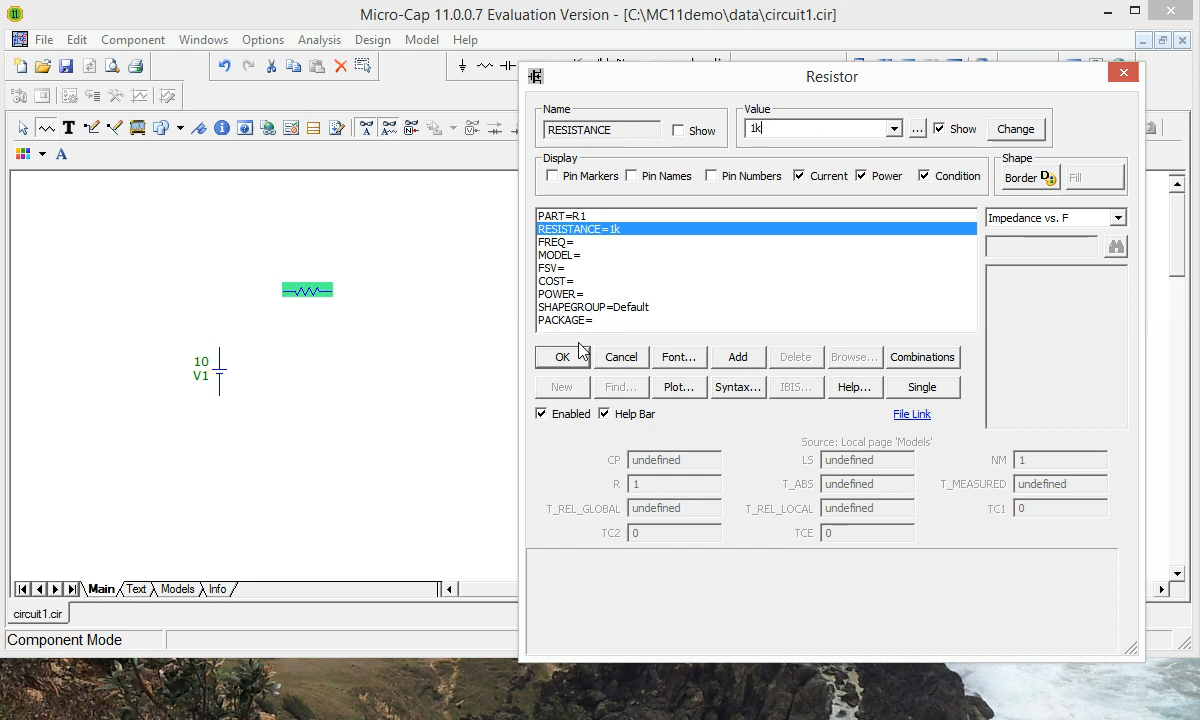 Micro-Cap 11.0.0.7 Evaluation Version - [C:\MC11demo\data\circuit1.cir]
File Edit Component Windows Options Analysis Design Model Help
Resistor
Name
RESISTANCE
Show
Value
1k
...
Show
Change
Display
Pin Markers
Pin Names
Pin Numbers
Current
Power
Condition
Shape
Border
Fill
PART=R1
RESISTANCE=1k
FREQ=
MODEL=
FSV=
COST=
POWER=
SHAPEGROUP=Default
PACKAGE=
Impedance vs. F
OK Cancel Font... Add Delete Browse... Combinations
New Find... Plot... Syntax... IBIS... Help... Single
Enabled Help Bar File Link
Source: Local page 'Models'
CP undefined LS undefined NM 1
R 1 T_ABS undefined T_MEASURED undefined
T_REL_GLOBAL undefined T_REL_LOCAL undefined TC1 0
TC2 0 TCE 0
10
V1
Main Text Models Info
circuit1.cir
Component Mode